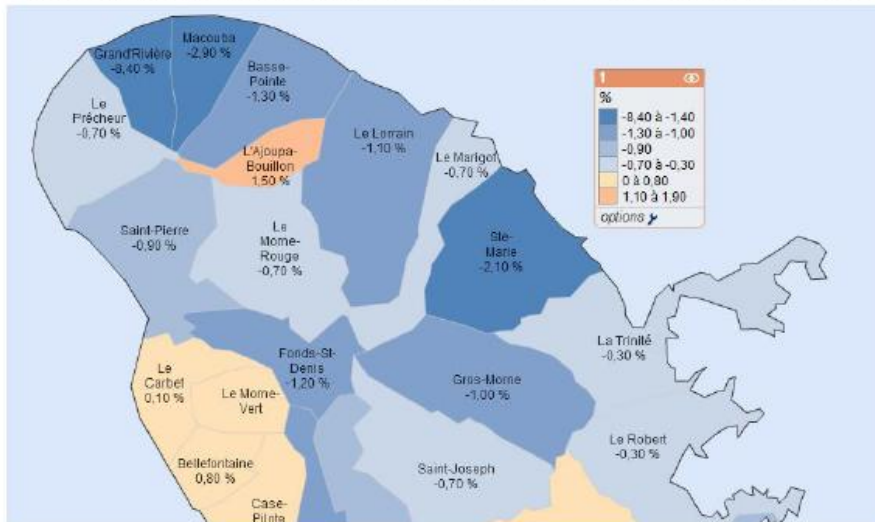 Macouba
-2,90 %
Grand'Rivière
-8,40 %
Basse-
Pointe
-1,30 %
Le
Prêcheur
-0,70 %
Le Lorrain
-1,10 %
L'Ajoupa-
Bouillon
1,50 %
Le Marigot
-0,70 %
1
%
-8,40 à -1,40
-1,30 à -1,00
-0,90
-0,70 à -0,30
0 à 0,80
1,10 à 1,90
options
Saint-Pierre
-0,90 %
Le
Morne-
Rouge
-0,70 %
Ste-
Marie
-2,10 %
La Trinité
-0,30 %
Fonds-St-
Denis
-1,20 %
Le
Carbet
0,10 %
Le Morne-
Vert
Gros-Morne
-1,00 %
Le Robert
-0,30 %
Bellefontaine
0,80 %
Saint-Joseph
-0,70 %
Case-
Pilote